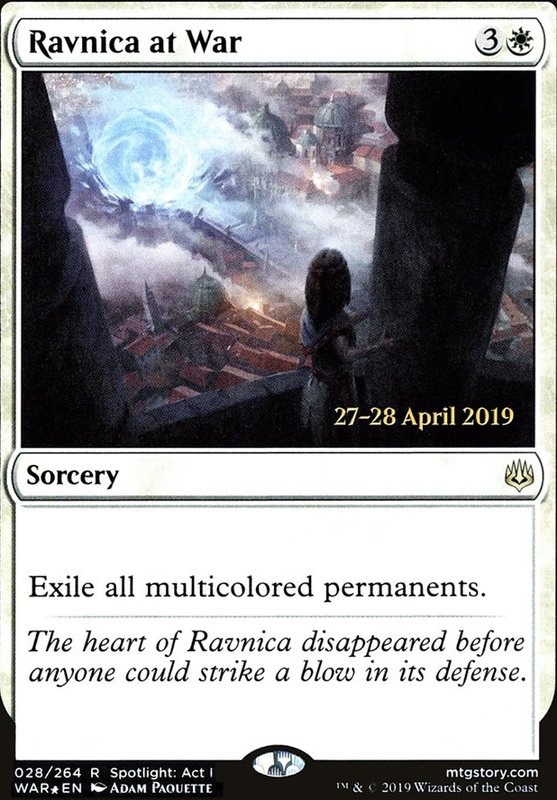 Ravnica at War 3
27–28 April 2019
Sorcery
Exile all multicolored permanents.
The heart of Ravnica disappeared before
anyone could strike a blow in its defense.
028/264 R Spotlight: Act I
mtgstory.com
WAR★EN Adam Paquette
™ & © 2019 Wizards of the Coast